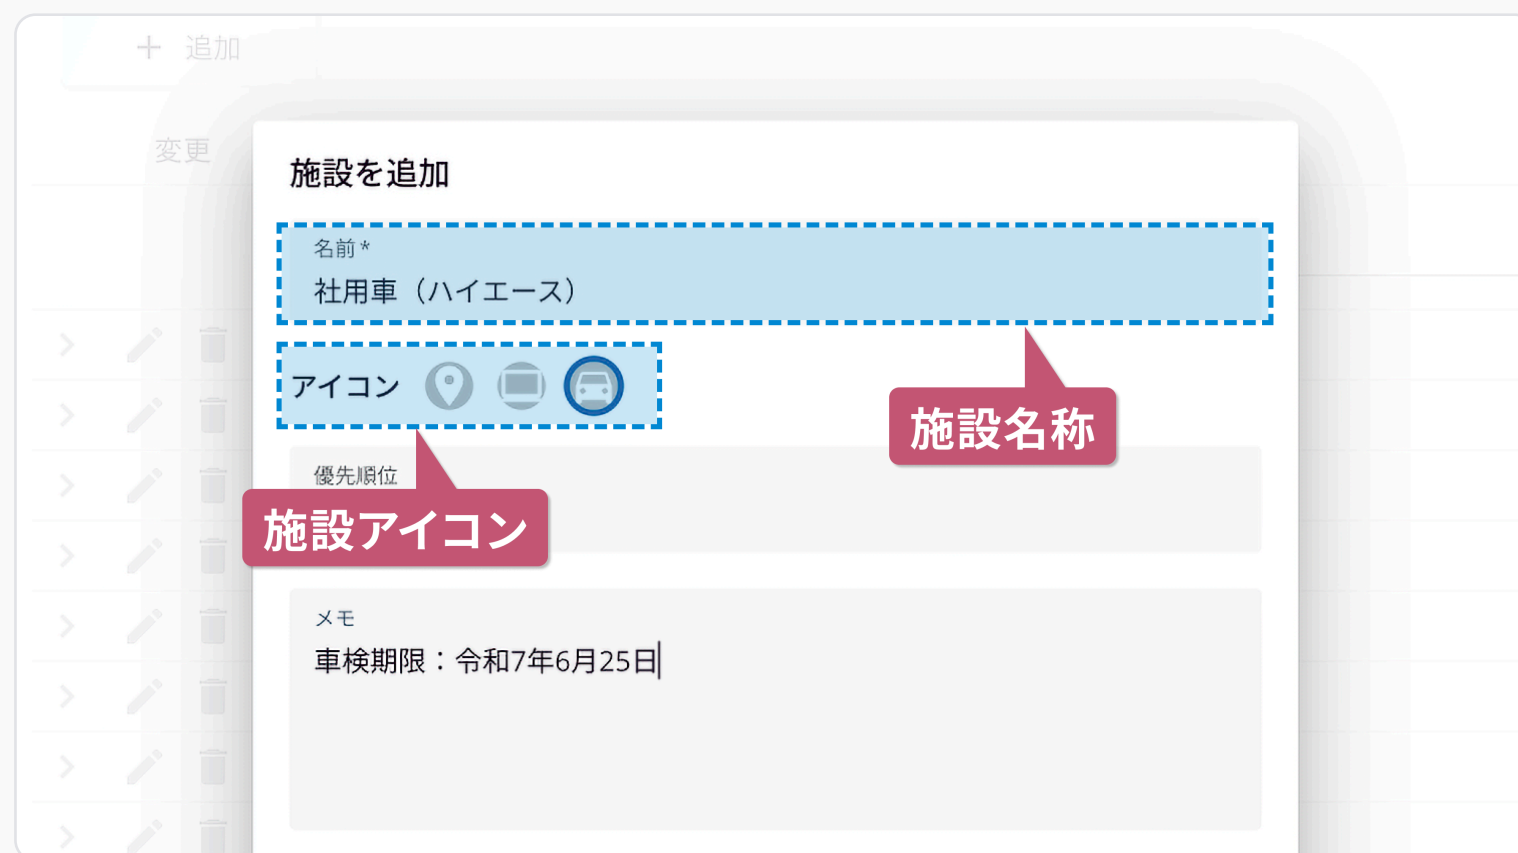 追加
変更
施設を追加
名前*
社用車（ハイエース）
アイコン
施設名称
優先順位
施設アイコン
メモ
車検期限：令和7年6月25日